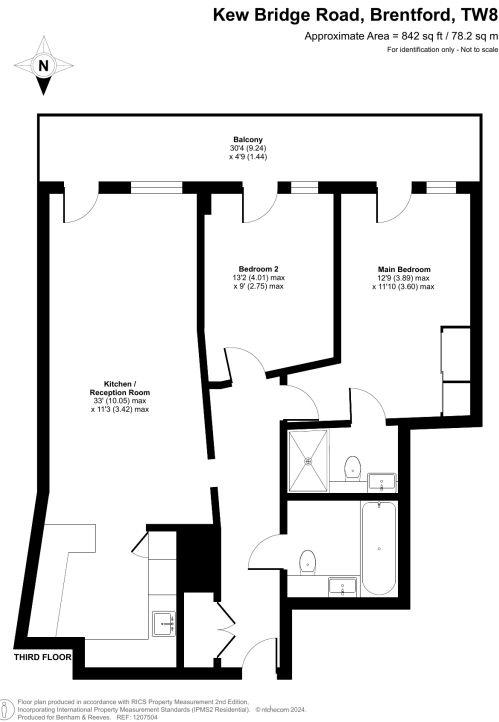 Kew Bridge Road, Brentford, TW8
Approximate Area = 842 sq ft / 78.2 sq m
For identification only - Not to scale
N
Balcony
30'4 (9.24)
x 4'9 (1.44)
Bedroom 2
13'2 (4.01) max
x 9' (2.75) max
Main Bedroom
12'9 (3.89) max
x 11'10 (3.60) max
Kitchen /
Reception Room
33' (10.05) max
x 11'3 (3.42) max
THIRD FLOOR
Floor plan produced in accordance with RICS Property Measurement 2nd Edition,
Incorporating International Property Measurement Standards (IPMS2 Residential). © nichecom 2024.
Produced for Benham & Reeves. REF: 1207504